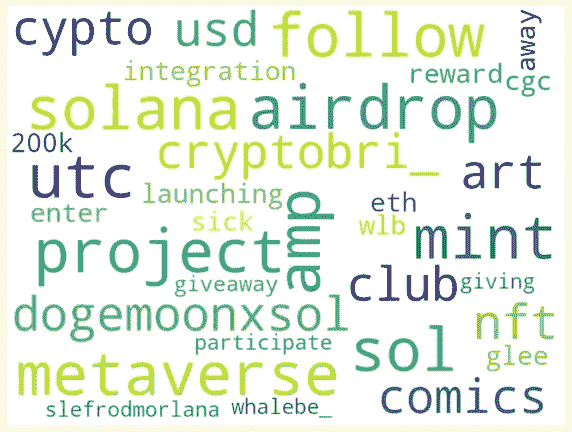 cypto usd follow away
integration reward cgc
solana airdrop
200k cryptobri_ art
utc launching eth
enter sick amp wlb mint
project giveaway club giving
dogemoonxsol nft
participate sol glee
metaverse comics
slefrodmorlana whalebe_